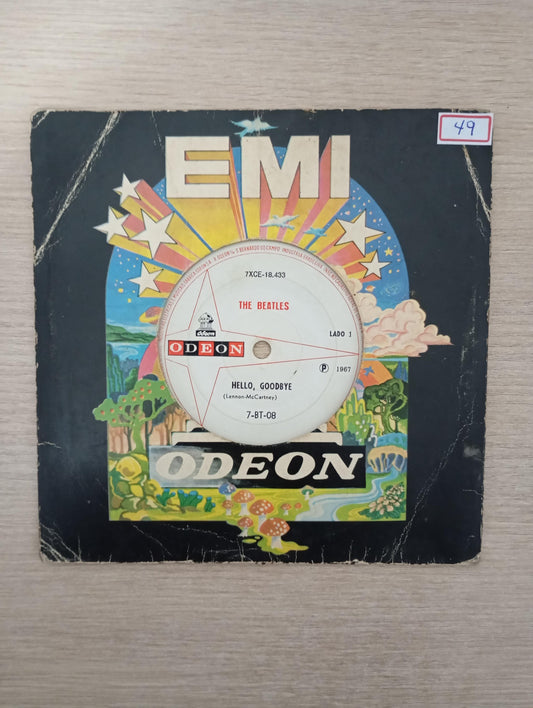 49
EMI
7XCE-18.433
THE BEATLES
LADO 1
Odeon
ODEON
℗ 1967
HELLO, GOODBYE
(Lennon-McCartney)
7-BT-08
ODEON